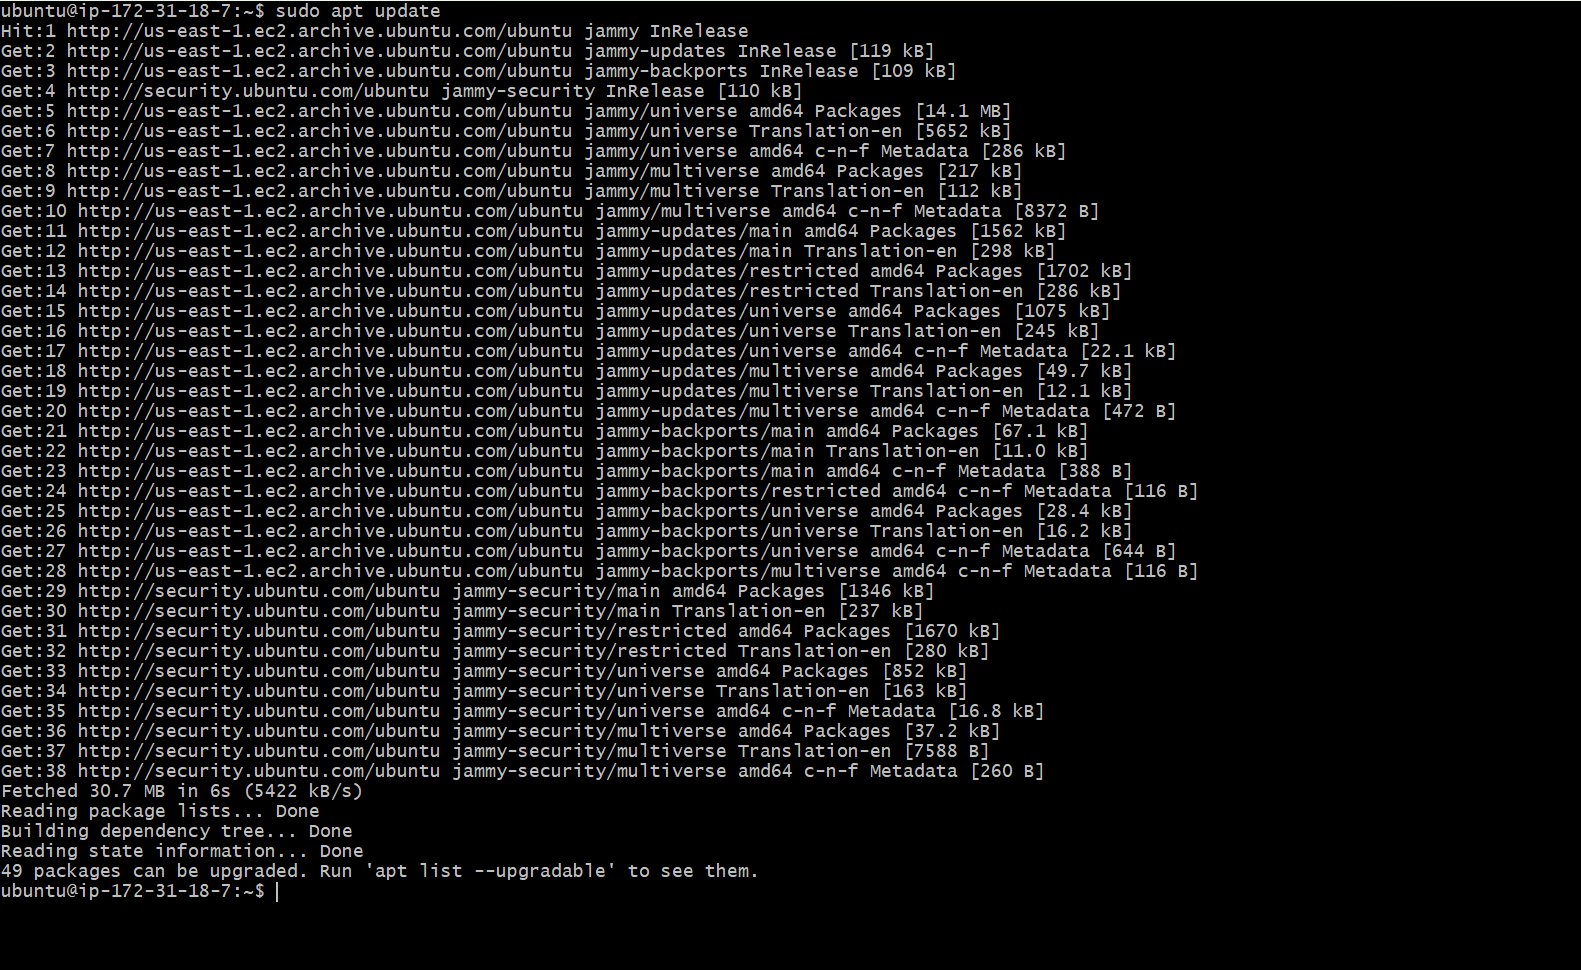 ubuntu@ip-172-31-18-7:~$ sudo apt update
Hit:1 http://us-east-1.ec2.archive.ubuntu.com/ubuntu jammy InRelease
Get:2 http://us-east-1.ec2.archive.ubuntu.com/ubuntu jammy-updates InRelease [119 kB]
Get:3 http://us-east-1.ec2.archive.ubuntu.com/ubuntu jammy-backports InRelease [109 kB]
Get:4 http://security.ubuntu.com/ubuntu jammy-security InRelease [110 kB]
Get:5 http://us-east-1.ec2.archive.ubuntu.com/ubuntu jammy/universe amd64 Packages [14.1 MB]
Get:6 http://us-east-1.ec2.archive.ubuntu.com/ubuntu jammy/universe Translation-en [5652 kB]
Get:7 http://us-east-1.ec2.archive.ubuntu.com/ubuntu jammy/universe amd64 c-n-f Metadata [286 kB]
Get:8 http://us-east-1.ec2.archive.ubuntu.com/ubuntu jammy/multiverse amd64 Packages [217 kB]
Get:9 http://us-east-1.ec2.archive.ubuntu.com/ubuntu jammy/multiverse Translation-en [112 kB]
Get:10 http://us-east-1.ec2.archive.ubuntu.com/ubuntu jammy/multiverse amd64 c-n-f Metadata [8372 B]
Get:11 http://us-east-1.ec2.archive.ubuntu.com/ubuntu jammy-updates/main amd64 Packages [1562 kB]
Get:12 http://us-east-1.ec2.archive.ubuntu.com/ubuntu jammy-updates/main Translation-en [298 kB]
Get:13 http://us-east-1.ec2.archive.ubuntu.com/ubuntu jammy-updates/restricted amd64 Packages [1702 kB]
Get:14 http://us-east-1.ec2.archive.ubuntu.com/ubuntu jammy-updates/restricted Translation-en [286 kB]
Get:15 http://us-east-1.ec2.archive.ubuntu.com/ubuntu jammy-updates/universe amd64 Packages [1075 kB]
Get:16 http://us-east-1.ec2.archive.ubuntu.com/ubuntu jammy-updates/universe Translation-en [245 kB]
Get:17 http://us-east-1.ec2.archive.ubuntu.com/ubuntu jammy-updates/universe amd64 c-n-f Metadata [22.1 kB]
Get:18 http://us-east-1.ec2.archive.ubuntu.com/ubuntu jammy-updates/multiverse amd64 Packages [49.7 kB]
Get:19 http://us-east-1.ec2.archive.ubuntu.com/ubuntu jammy-updates/multiverse Translation-en [12.1 kB]
Get:20 http://us-east-1.ec2.archive.ubuntu.com/ubuntu jammy-updates/multiverse amd64 c-n-f Metadata [472 B]
Get:21 http://us-east-1.ec2.archive.ubuntu.com/ubuntu jammy-backports/main amd64 Packages [67.1 kB]
Get:22 http://us-east-1.ec2.archive.ubuntu.com/ubuntu jammy-backports/main Translation-en [11.0 kB]
Get:23 http://us-east-1.ec2.archive.ubuntu.com/ubuntu jammy-backports/main amd64 c-n-f Metadata [388 B]
Get:24 http://us-east-1.ec2.archive.ubuntu.com/ubuntu jammy-backports/restricted amd64 c-n-f Metadata [116 B]
Get:25 http://us-east-1.ec2.archive.ubuntu.com/ubuntu jammy-backports/universe amd64 Packages [28.4 kB]
Get:26 http://us-east-1.ec2.archive.ubuntu.com/ubuntu jammy-backports/universe Translation-en [16.2 kB]
Get:27 http://us-east-1.ec2.archive.ubuntu.com/ubuntu jammy-backports/universe amd64 c-n-f Metadata [644 B]
Get:28 http://us-east-1.ec2.archive.ubuntu.com/ubuntu jammy-backports/multiverse amd64 c-n-f Metadata [116 B]
Get:29 http://security.ubuntu.com/ubuntu jammy-security/main amd64 Packages [1346 kB]
Get:30 http://security.ubuntu.com/ubuntu jammy-security/main Translation-en [237 kB]
Get:31 http://security.ubuntu.com/ubuntu jammy-security/restricted amd64 Packages [1670 kB]
Get:32 http://security.ubuntu.com/ubuntu jammy-security/restricted Translation-en [280 kB]
Get:33 http://security.ubuntu.com/ubuntu jammy-security/universe amd64 Packages [852 kB]
Get:34 http://security.ubuntu.com/ubuntu jammy-security/universe Translation-en [163 kB]
Get:35 http://security.ubuntu.com/ubuntu jammy-security/universe amd64 c-n-f Metadata [16.8 kB]
Get:36 http://security.ubuntu.com/ubuntu jammy-security/multiverse amd64 Packages [37.2 kB]
Get:37 http://security.ubuntu.com/ubuntu jammy-security/multiverse Translation-en [7588 B]
Get:38 http://security.ubuntu.com/ubuntu jammy-security/multiverse amd64 c-n-f Metadata [260 B]
Fetched 30.7 MB in 6s (5422 kB/s)
Reading package lists... Done
Building dependency tree... Done
Reading state information... Done
49 packages can be upgraded. Run 'apt list --upgradable' to see them.
ubuntu@ip-172-31-18-7:~$